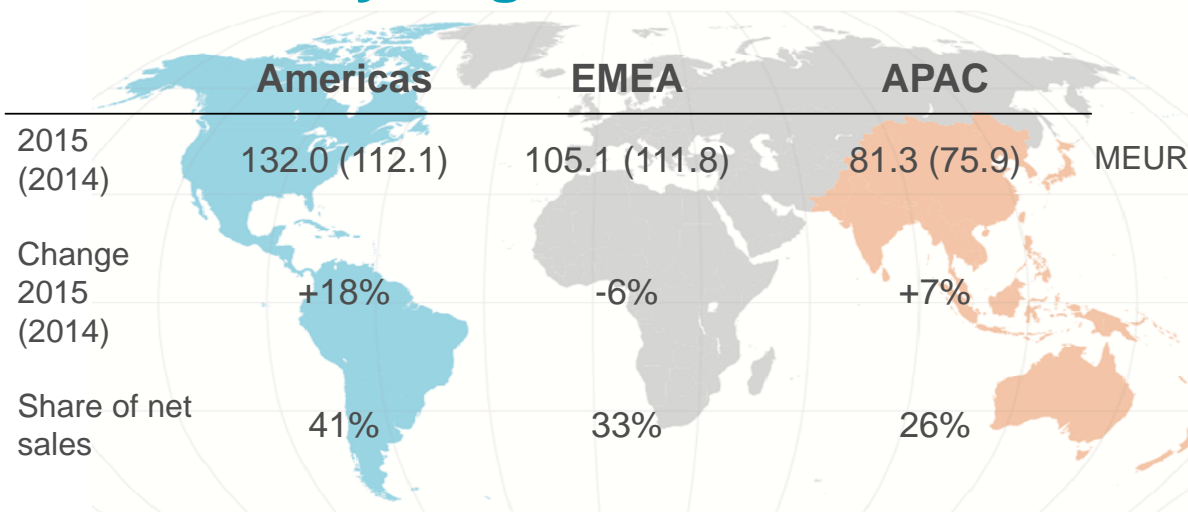 Americas EMEA APAC
2015
(2014)
132.0 (112.1) 105.1 (111.8) 81.3 (75.9) MEUR
Change
2015
(2014)
+18% -6% +7%
Share of net
sales
41% 33% 26%